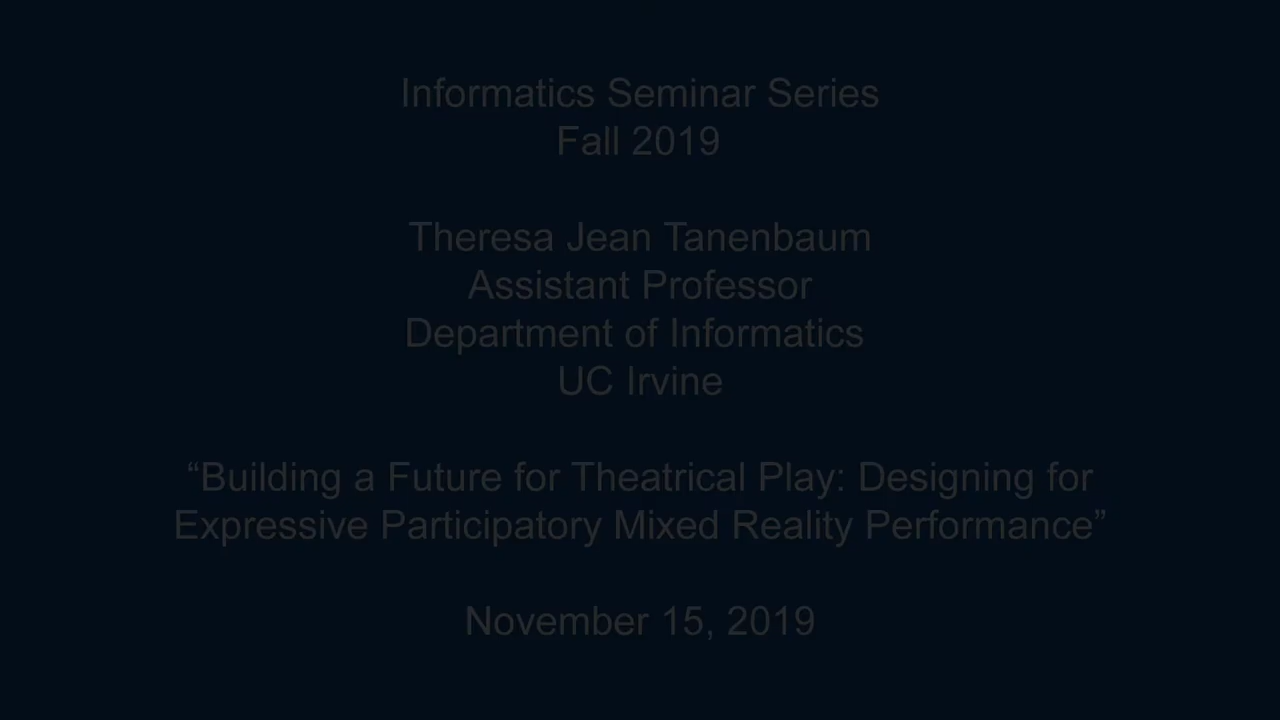 Informatics Seminar Series
Fall 2019
Theresa Jean Tanenbaum
Assistant Professor
Department of Informatics
UC Irvine
“Building a Future for Theatrical Play: Designing for
Expressive Participatory Mixed Reality Performance”
November 15, 2019